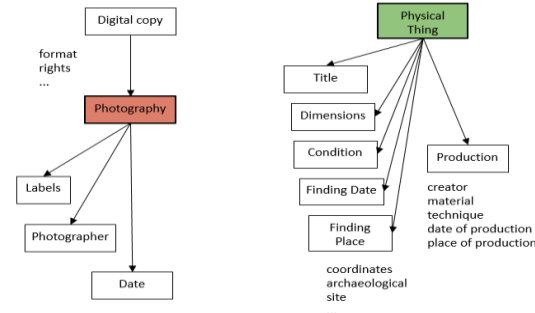 Digital copy
format
rights
...
Photography
Labels
Photographer
Date
Physical
Thing
Title
Dimensions
Condition
Finding Date
Finding
Place
coordinates
archaeological
site
...
Production
creator
material
technique
date of production
place of production